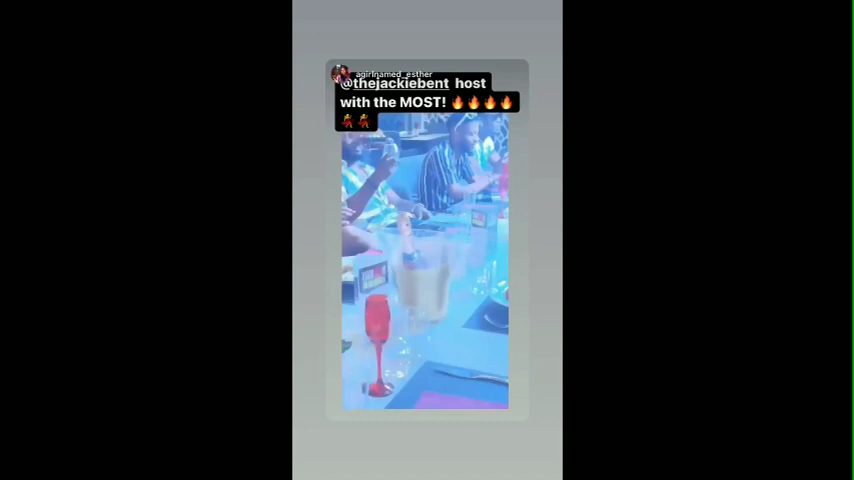 agirlnamed_esther
@thejackiebent host
with the MOST! 🔥🔥🔥🔥
💃💃